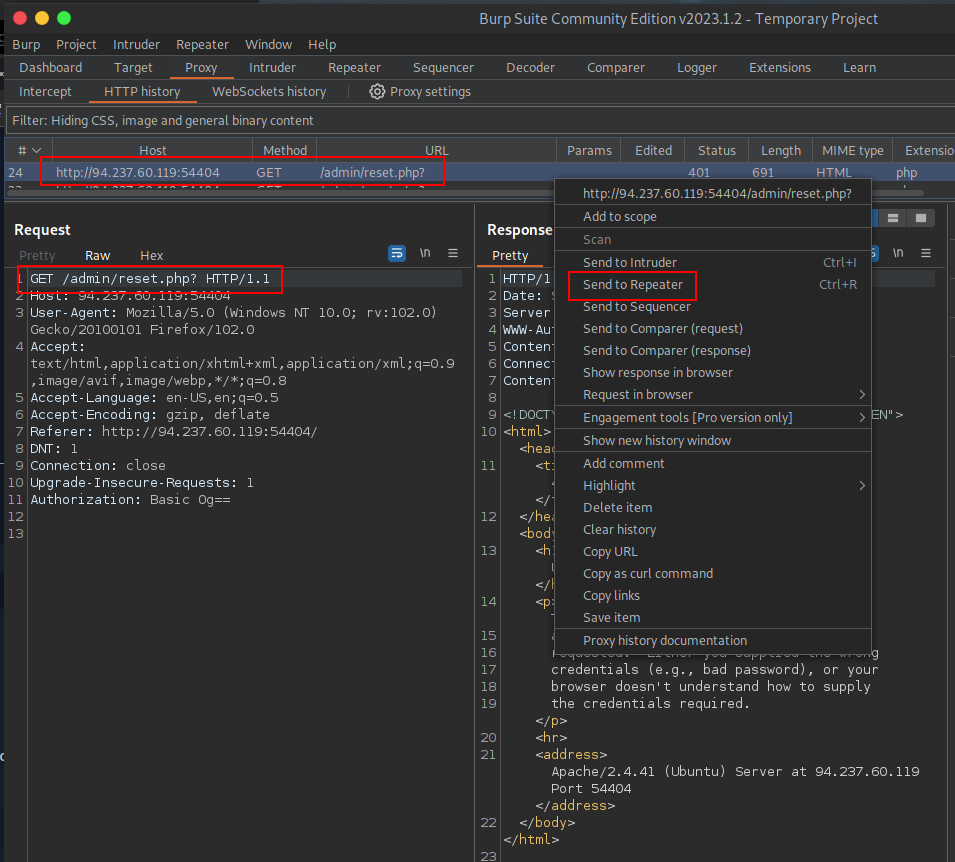 Burp Suite Community Edition v2023.1.2 - Temporary Project
Burp Project Intruder Repeater Window Help
Dashboard Target Proxy Intruder Repeater Sequencer Decoder Comparer Logger Extensions Learn
Intercept HTTP history WebSockets history Proxy settings
Filter: Hiding CSS, image and general binary content
# Host Method URL Params Edited Status Length MIME type Extensio
24 http://94.237.60.119:54404 GET /admin/reset.php? 401 691 HTML php
Request
Pretty Raw Hex \n
1 GET /admin/reset.php? HTTP/1.1
2 Host: 94.237.60.119:54404
3 User-Agent: Mozilla/5.0 (Windows NT 10.0; rv:102.0)
Gecko/20100101 Firefox/102.0
4 Accept:
text/html,application/xhtml+xml,application/xml;q=0.9
,image/avif,image/webp,*/*;q=0.8
5 Accept-Language: en-US,en;q=0.5
6 Accept-Encoding: gzip, deflate
7 Referer: http://94.237.60.119:54404/
8 DNT: 1
9 Connection: close
10 Upgrade-Insecure-Requests: 1
11 Authorization: Basic Og==
12
13
Response
Pretty \n
1 HTTP/1
2 Date: S
3 Server
4 WWW-Aut
5 Content
6 Connec
7 Conten
8
9 <!DOCTY EN">
10 <html>
<head
11 <t
</t
12 </hea
<body
13 <h
</h
14 <p>
15
16 requested. Either you supplied the wrong
17 credentials (e.g., bad password), or your
18 browser doesn't understand how to supply
19 the credentials required.
</p>
20 <hr>
21 <address>
Apache/2.4.41 (Ubuntu) Server at 94.237.60.119
Port 54404
</address>
22 </body>
</html>
23
http://94.237.60.119:54404/admin/reset.php?
Add to scope
Scan
Send to Intruder Ctrl+I
Send to Repeater Ctrl+R
Send to Sequencer
Send to Comparer (request)
Send to Comparer (response)
Show response in browser
Request in browser
Engagement tools [Pro version only]
Show new history window
Add comment
Highlight
Delete item
Clear history
Copy URL
Copy as curl command
Copy links
Save item
Proxy history documentation